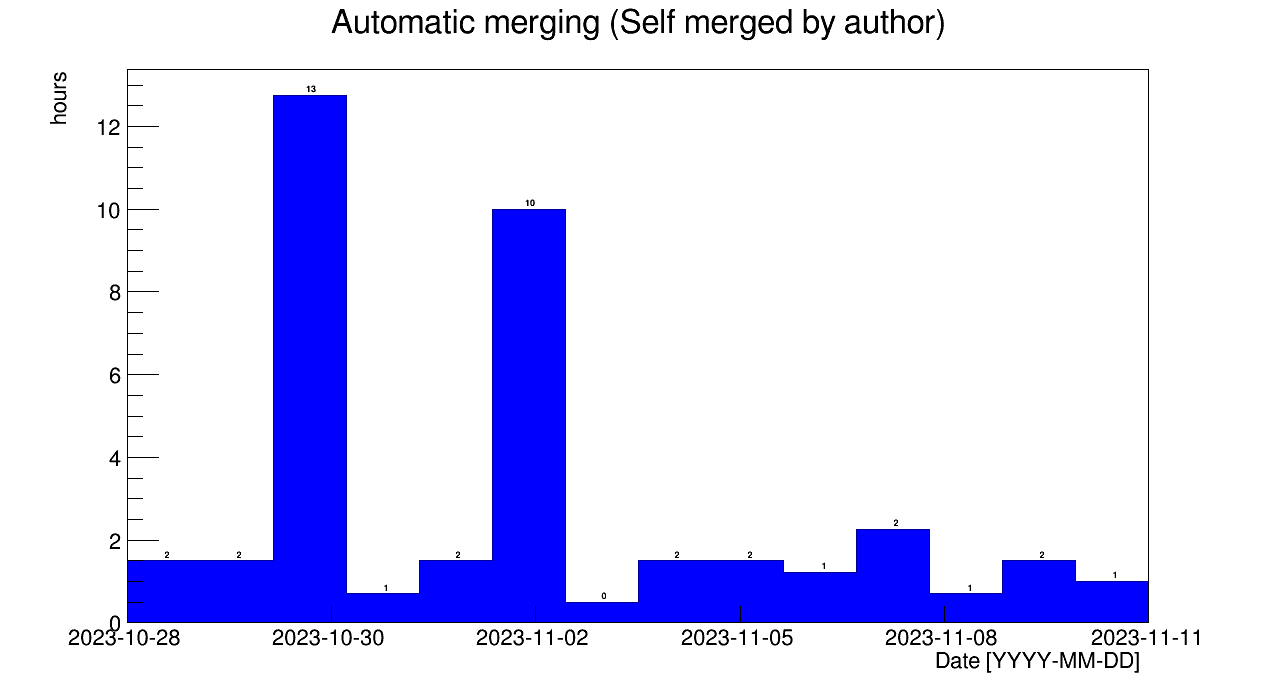 Automatic merging (Self merged by author)
hours
12
10
8
6
4
2
0
13
10
2 2 1 2 0 2 2 1 2 1 2 1
2023-10-28 2023-10-30 2023-11-02 2023-11-05 2023-11-08 2023-11-11
Date [YYYY-MM-DD]